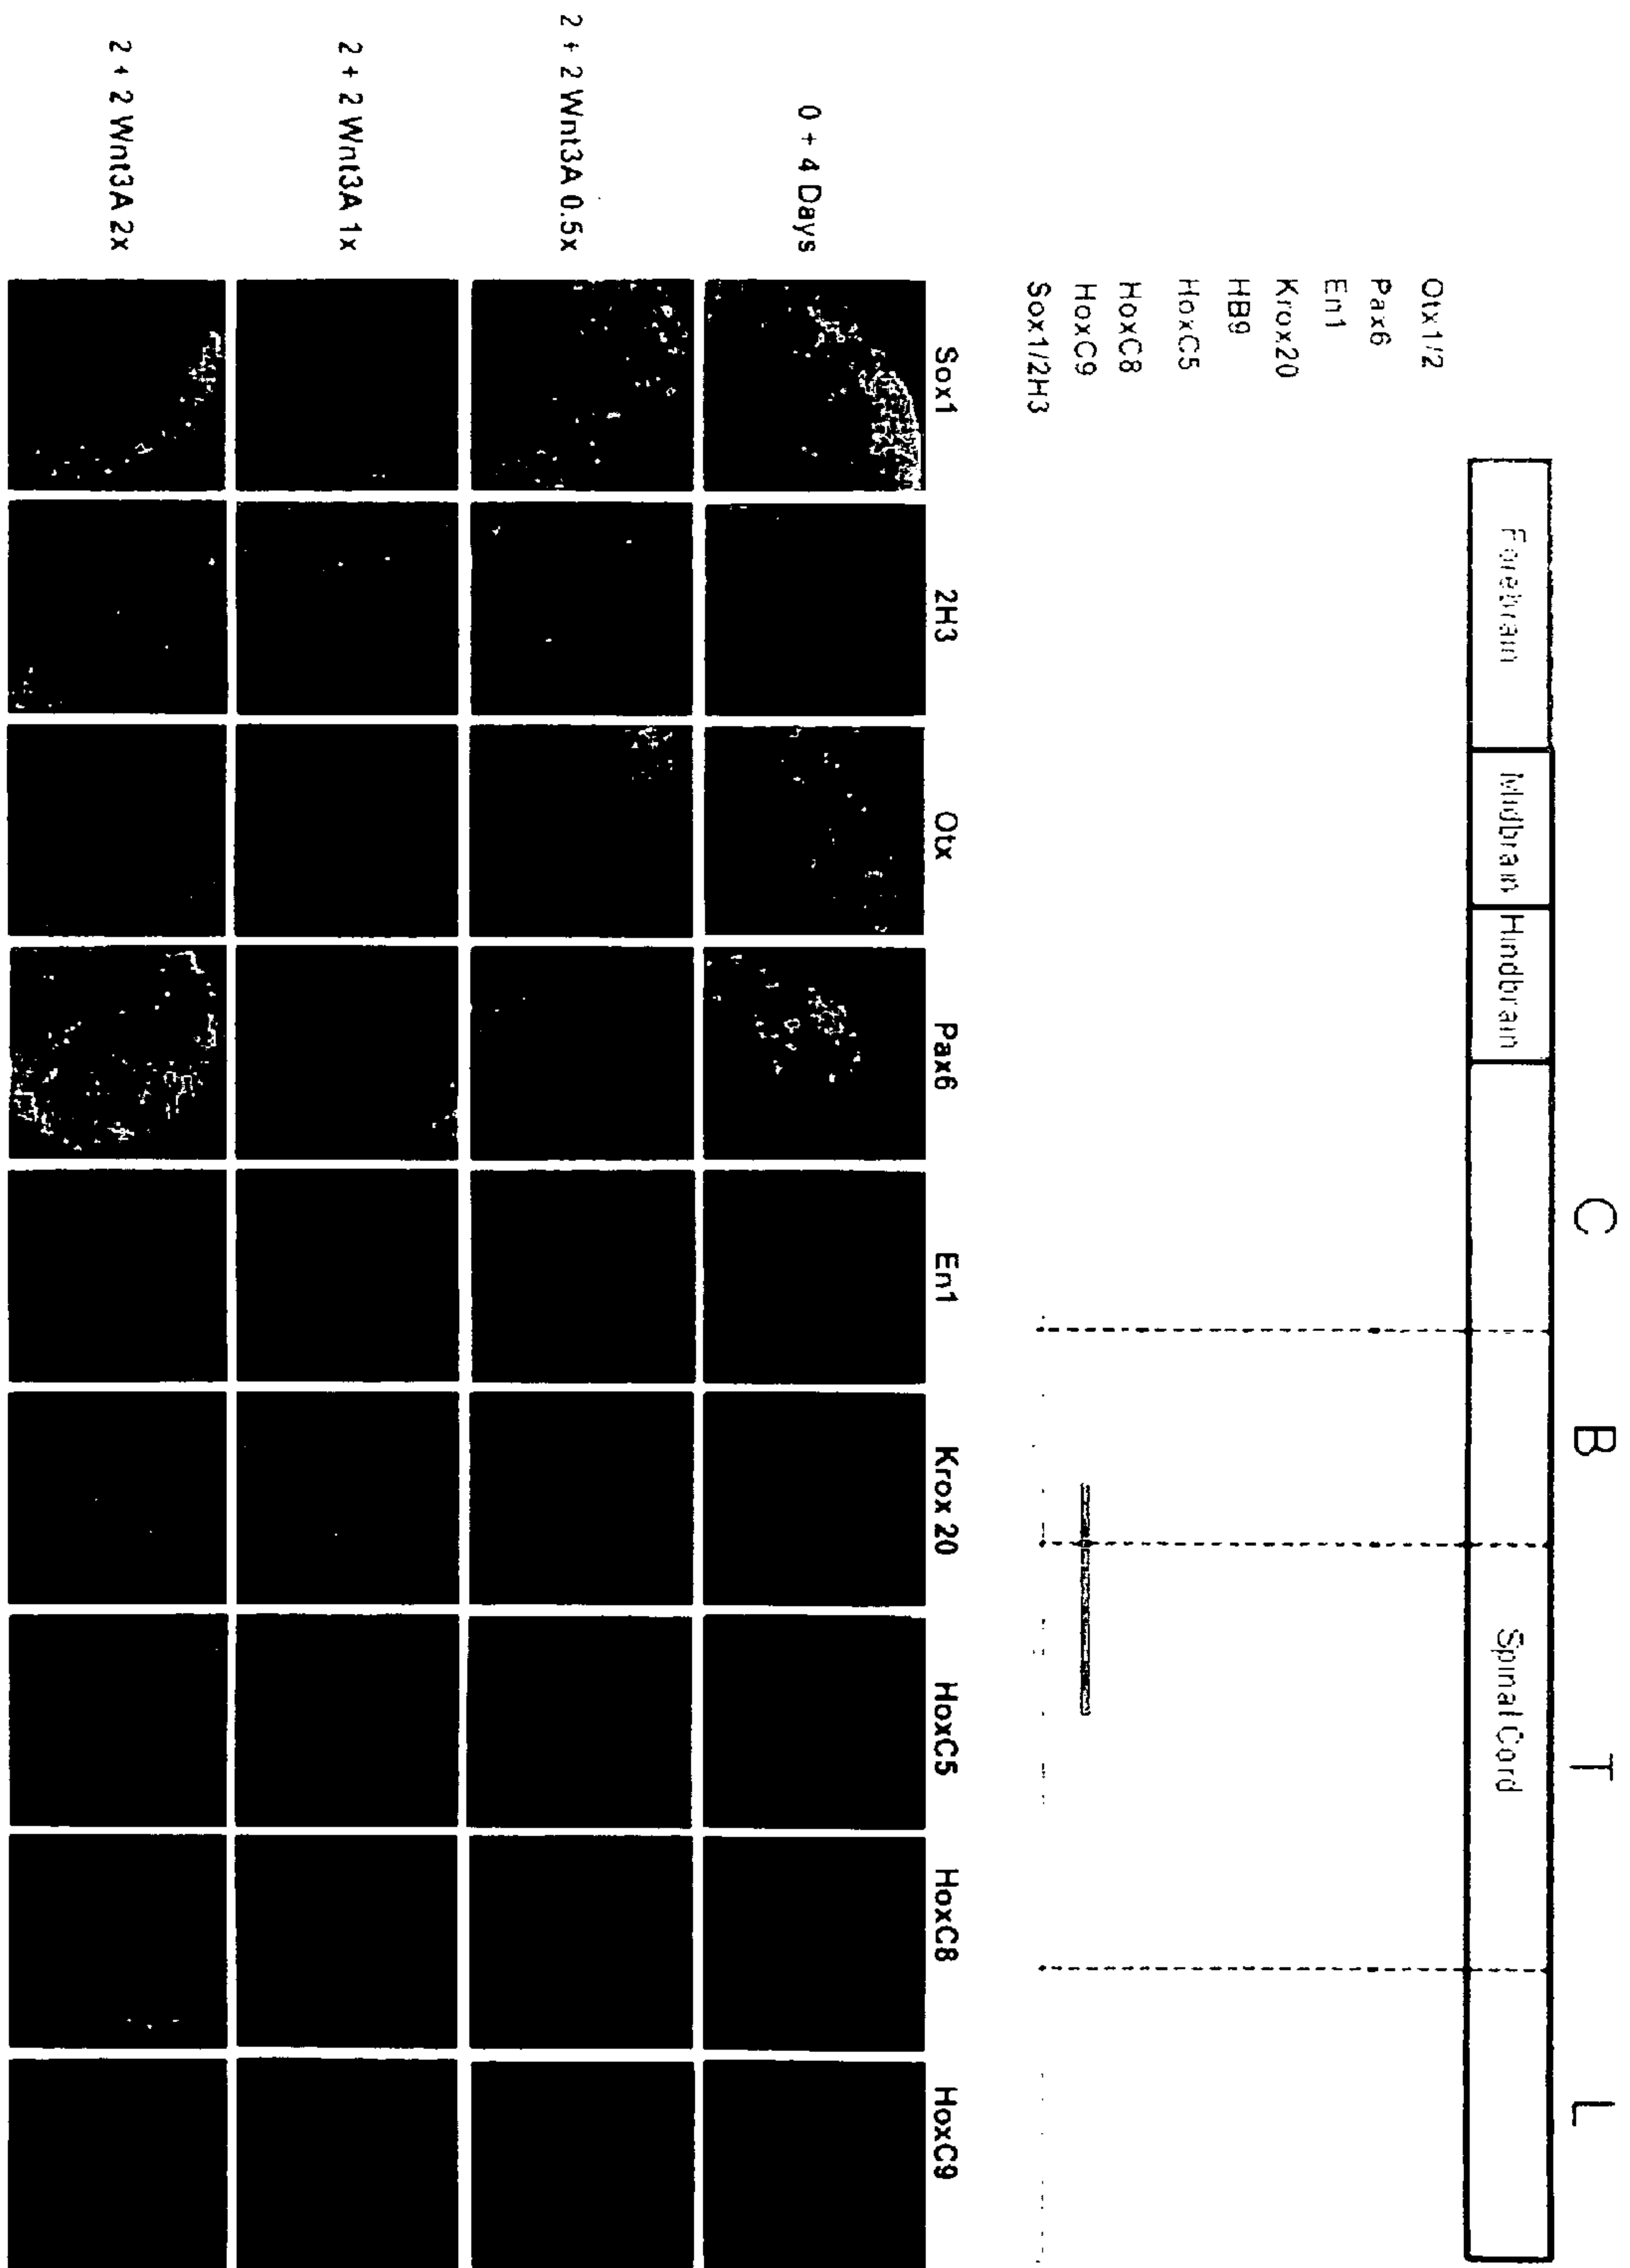 C B T L
Forebrain Midbrain Hindbrain Spinal Cord
Otx1/2
Pax6
En1
Krox20
HB9
HoxC5
HoxC8
HoxC9
Sox1/2H3
Sox1 2H3 Otx Pax6 En1 Krox 20 HoxC5 HoxC8 HoxC9
0 + 4 Days
2 + 2 Wnt3A 0.5x
2 + 2 Wnt3A 1x
2 + 2 Wnt3A 2x